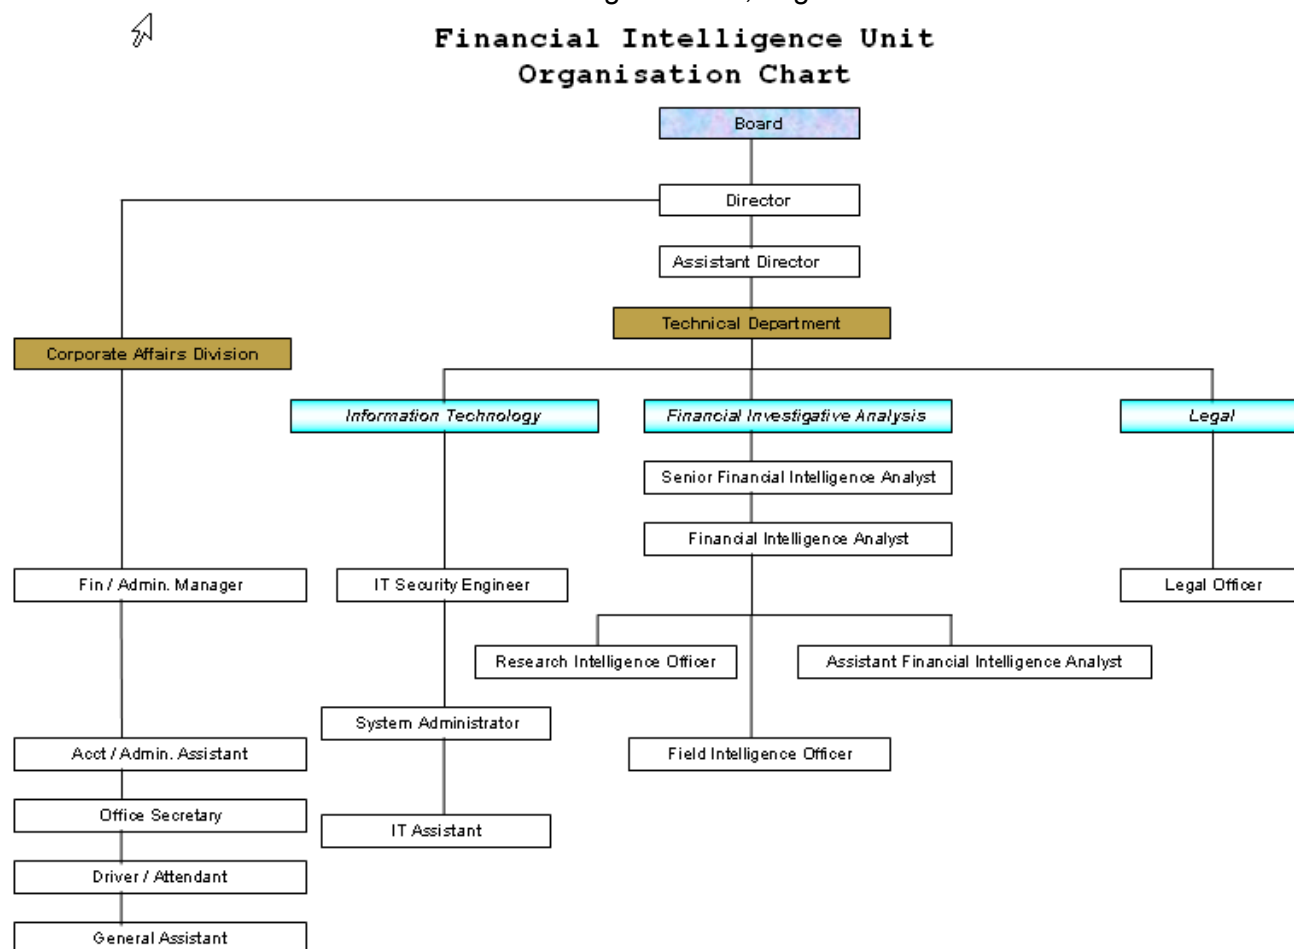 Financial Intelligence Unit
Organisation Chart
Board
Director
Assistant Director
Technical Department
Corporate Affairs Division
Information Technology
Financial Investigative Analysis
Legal
Senior Financial Intelligence Analyst
Financial Intelligence Analyst
Fin / Admin. Manager
IT Security Engineer
Legal Officer
Research Intelligence Officer
Assistant Financial Intelligence Analyst
System Administrator
Acct / Admin. Assistant
Field Intelligence Officer
Office Secretary
IT Assistant
Driver / Attendant
General Assistant